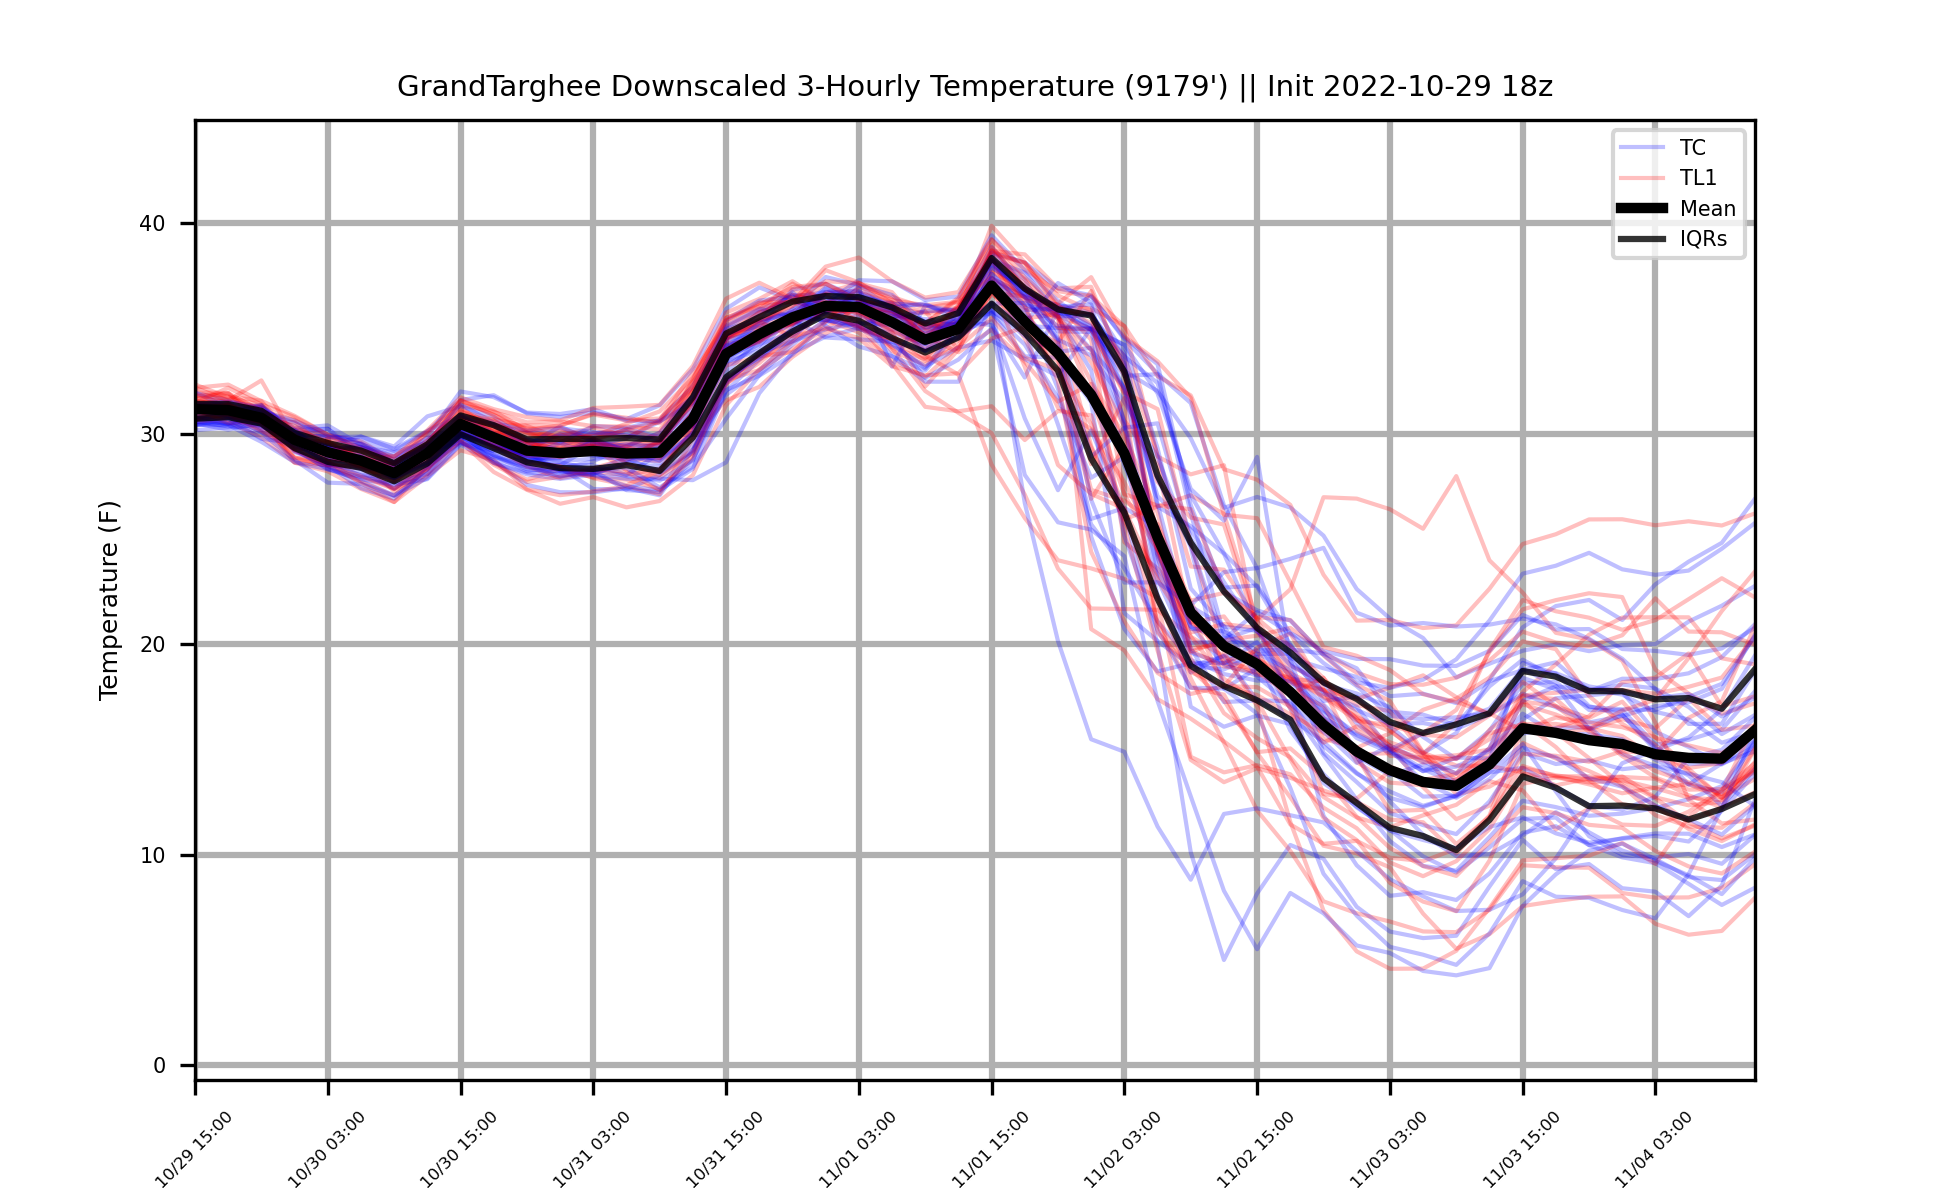 GrandTarghee Downscaled 3-Hourly Temperature (9179') || Init 2022-10-29 18z
TC
TL1
Mean
IQRs
Temperature (F)
40
30
20
10
0
10/29 15:00
10/30 03:00
10/30 15:00
10/31 03:00
10/31 15:00
11/01 03:00
11/01 15:00
11/02 03:00
11/02 15:00
11/03 03:00
11/03 15:00
11/04 03:00